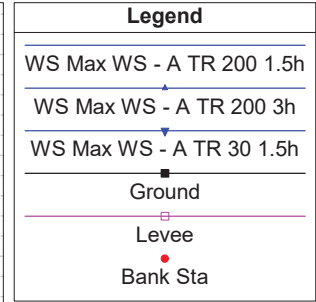 Legend
WS Max WS - A TR 200 1.5h
WS Max WS - A TR 200 3h
WS Max WS - A TR 30 1.5h
Ground
Levee
Bank Sta